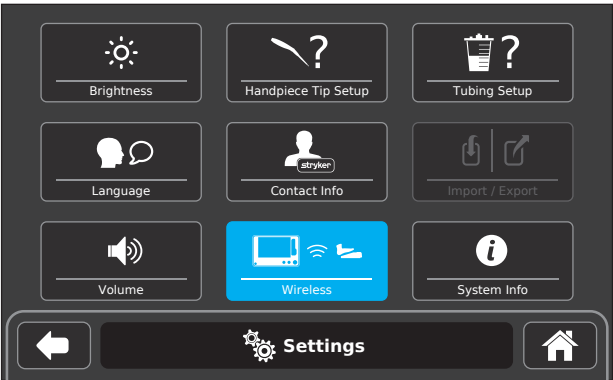 ?
?
Brightness
Handpiece Tip Setup
Tubing Setup
stryker
Language
Contact Info
Import / Export
i
Volume
Wireless
System Info
Settings